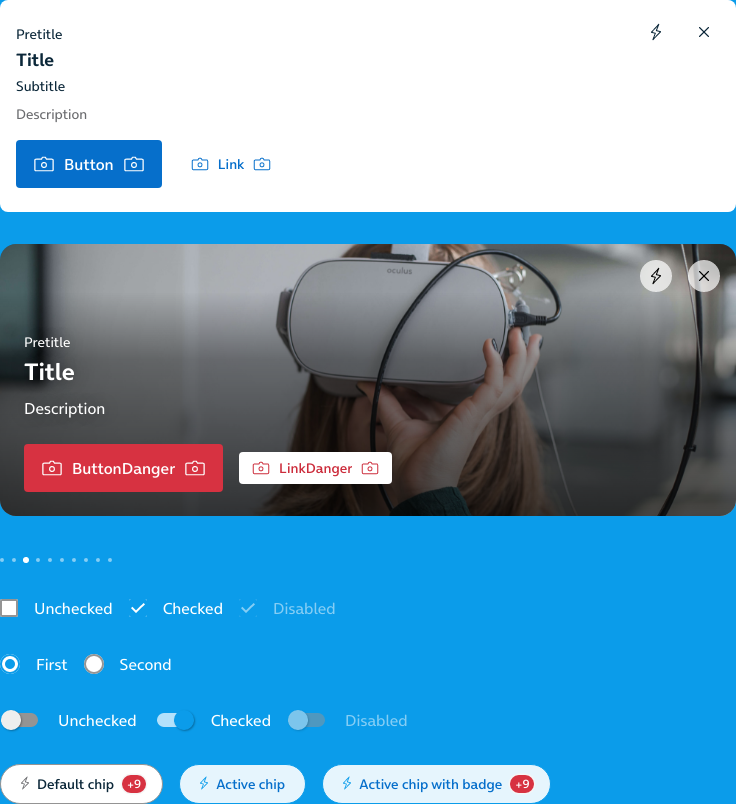 Pretitle
Title
Subtitle
Description
Button Link
oculus
Pretitle
Title
Description
ButtonDanger LinkDanger
Unchecked Checked Disabled
First Second
Unchecked Checked Disabled
Default chip +9 Active chip Active chip with badge +9